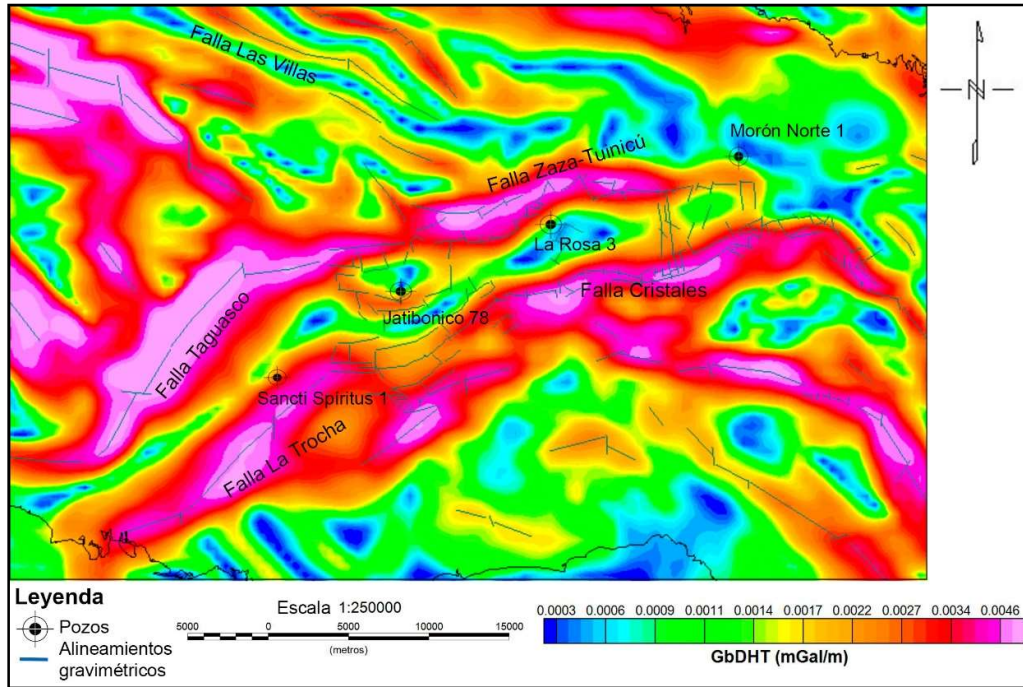 Falla Las Villas
N
Morón Norte 1
Falla Zaza-Tuinicú
La Rosa 3
Falla Cristales
Jatibonico 78
Falla Taguasco
Sancti Spíritus 1
Falla La Trocha
Leyenda
Pozos
Alineamientos
gravimétricos
Escala 1:250000
5000 0 5000 10000 15000
(metros)
0.0003 0.0006 0.0009 0.0011 0.0014 0.0017 0.0022 0.0027 0.0034 0.0046
GbDHT (mGal/m)